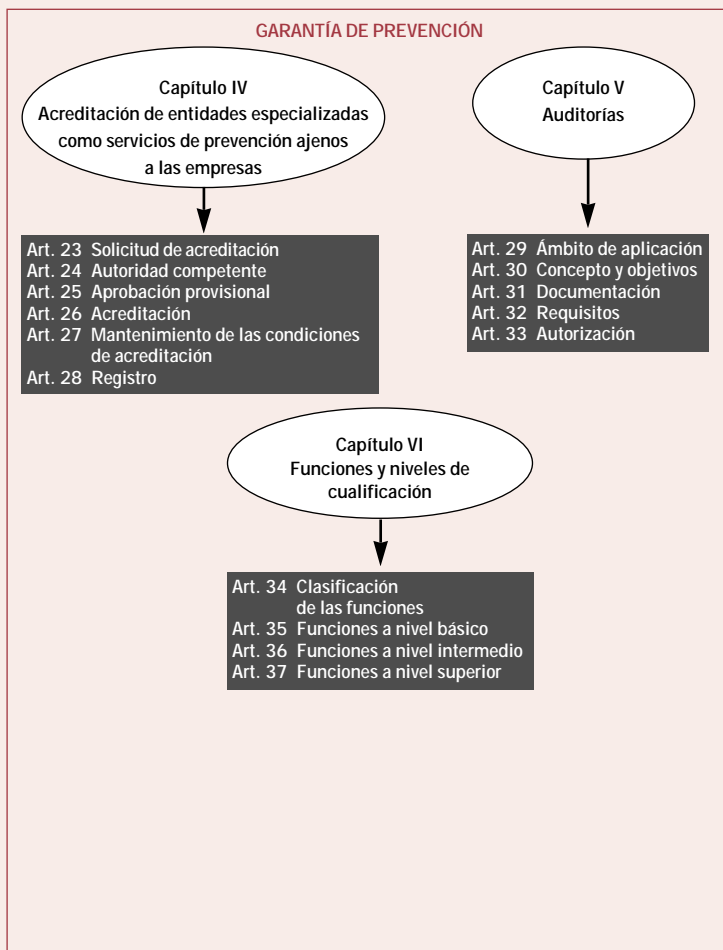 GARANTÍA DE PREVENCIÓN
Capítulo IV
Acreditación de entidades especializadas
como servicios de prevención ajenos
a las empresas
Art. 23 Solicitud de acreditación
Art. 24 Autoridad competente
Art. 25 Aprobación provisional
Art. 26 Acreditación
Art. 27 Mantenimiento de las condiciones
de acreditación
Art. 28 Registro
Capítulo V
Auditorías
Art. 29 Ámbito de aplicación
Art. 30 Concepto y objetivos
Art. 31 Documentación
Art. 32 Requisitos
Art. 33 Autorización
Capítulo VI
Funciones y niveles de
cualificación
Art. 34 Clasificación
de las funciones
Art. 35 Funciones a nivel básico
Art. 36 Funciones a nivel intermedio
Art. 37 Funciones a nivel superior